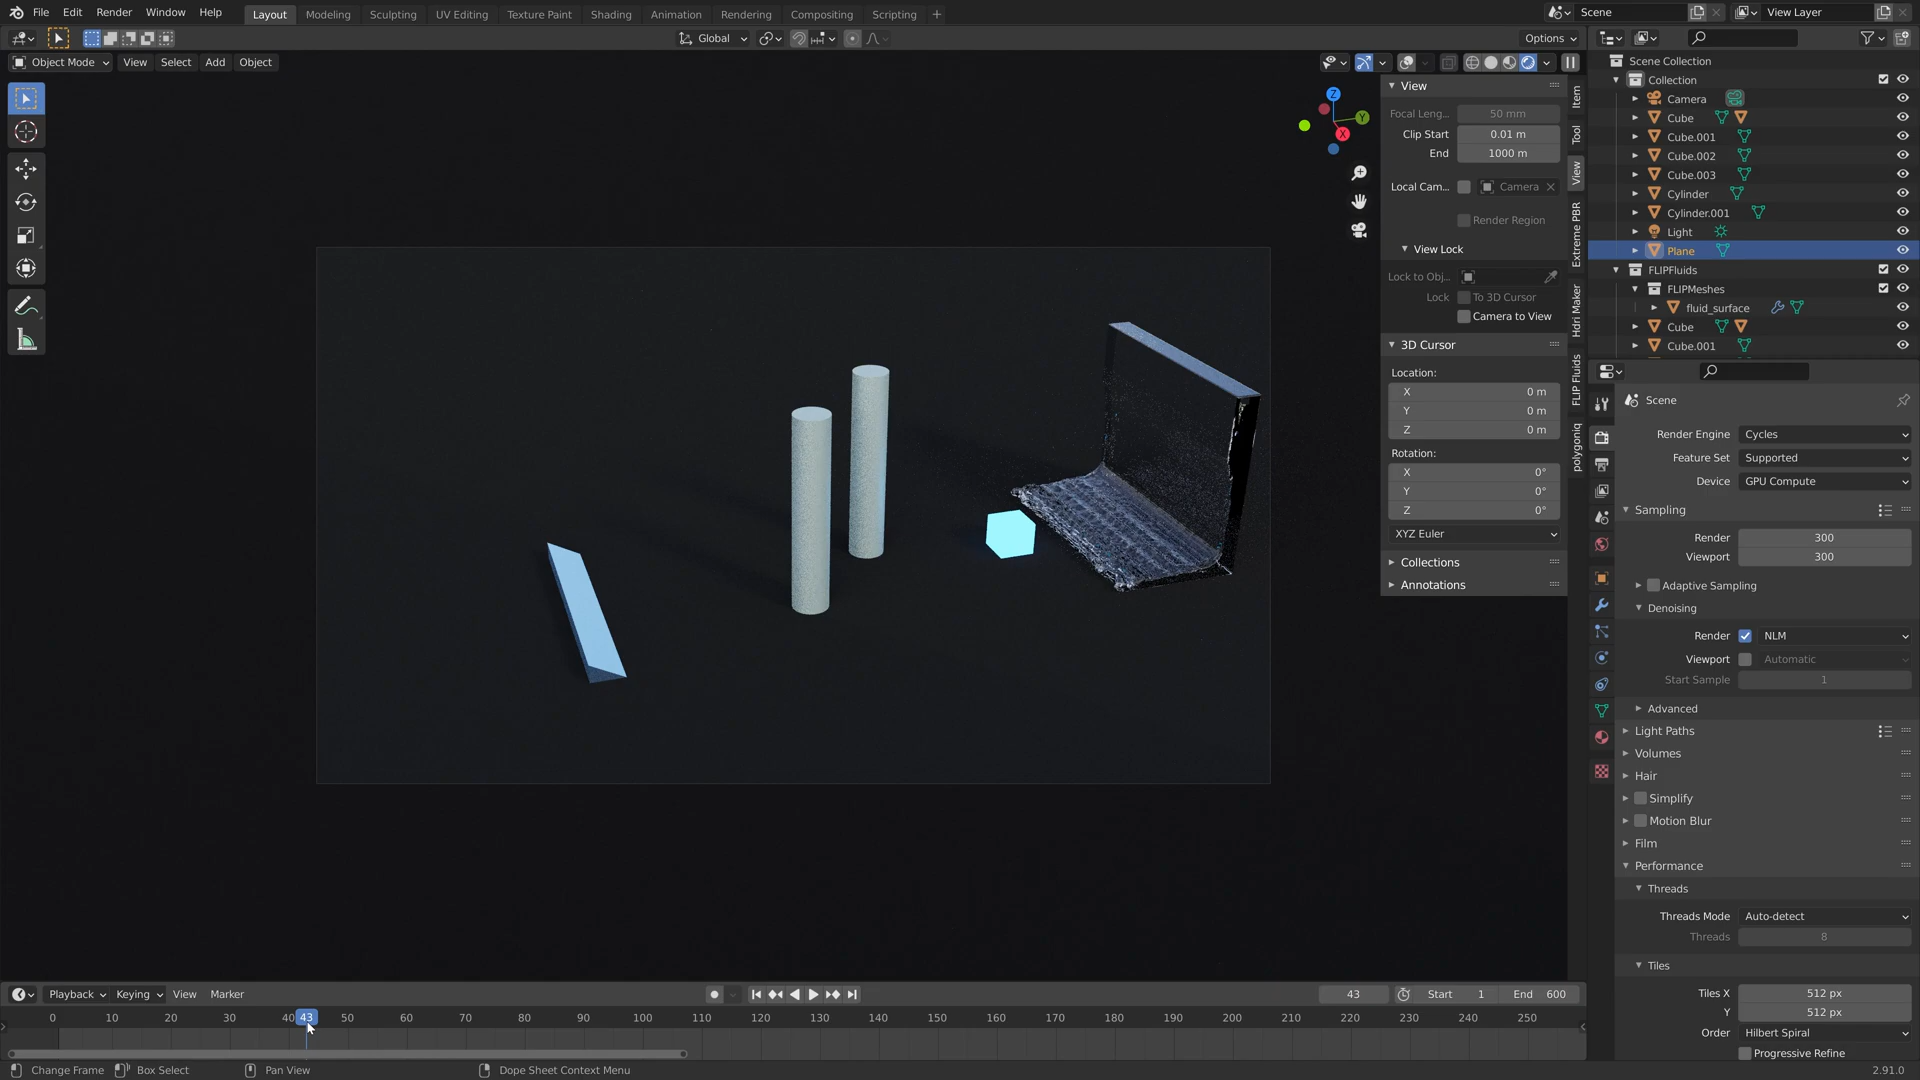 File Edit Render Window Help Layout Modeling Sculpting UV Editing Texture Paint Shading Animation Rendering Compositing Scripting + Scene View Layer
Global Options
Object Mode View Select Add Object
Z
Y
X
View
Focal Leng... 50 mm
Clip Start 0.01 m
End 1000 m
Local Cam... Camera
Render Region
View Lock
Lock to Obj...
Lock To 3D Cursor
Camera to View
3D Cursor
Location:
X 0 m
Y 0 m
Z 0 m
Rotation:
X 0°
Y 0°
Z 0°
XYZ Euler
Collections
Annotations
Item
Tool
View
Extreme PBR
Hdri Maker
FLIP Fluids
polygoniq
Scene Collection
Collection
Camera
Cube
Cube.001
Cube.002
Cube.003
Cylinder
Cylinder.001
Light
Plane
FLIPFluids
FLIPMeshes
fluid_surface
Cube
Cube.001
Scene
Render Engine Cycles
Feature Set Supported
Device GPU Compute
Sampling
Render 300
Viewport 300
Adaptive Sampling
Denoising
Render NLM
Viewport Automatic
Start Sample 1
Advanced
Light Paths
Volumes
Hair
Simplify
Motion Blur
Film
Performance
Threads
Threads Mode Auto-detect
Threads 8
Tiles
Tiles X 512 px
Y 512 px
Order Hilbert Spiral
Progressive Refine
Playback Keying View Marker 43 Start 1 End 600
0 10 20 30 40 43 50 60 70 80 90 100 110 120 130 140 150 160 170 180 190 200 210 220 230 240 250
Change Frame Box Select Pan View Dope Sheet Context Menu 2.91.0